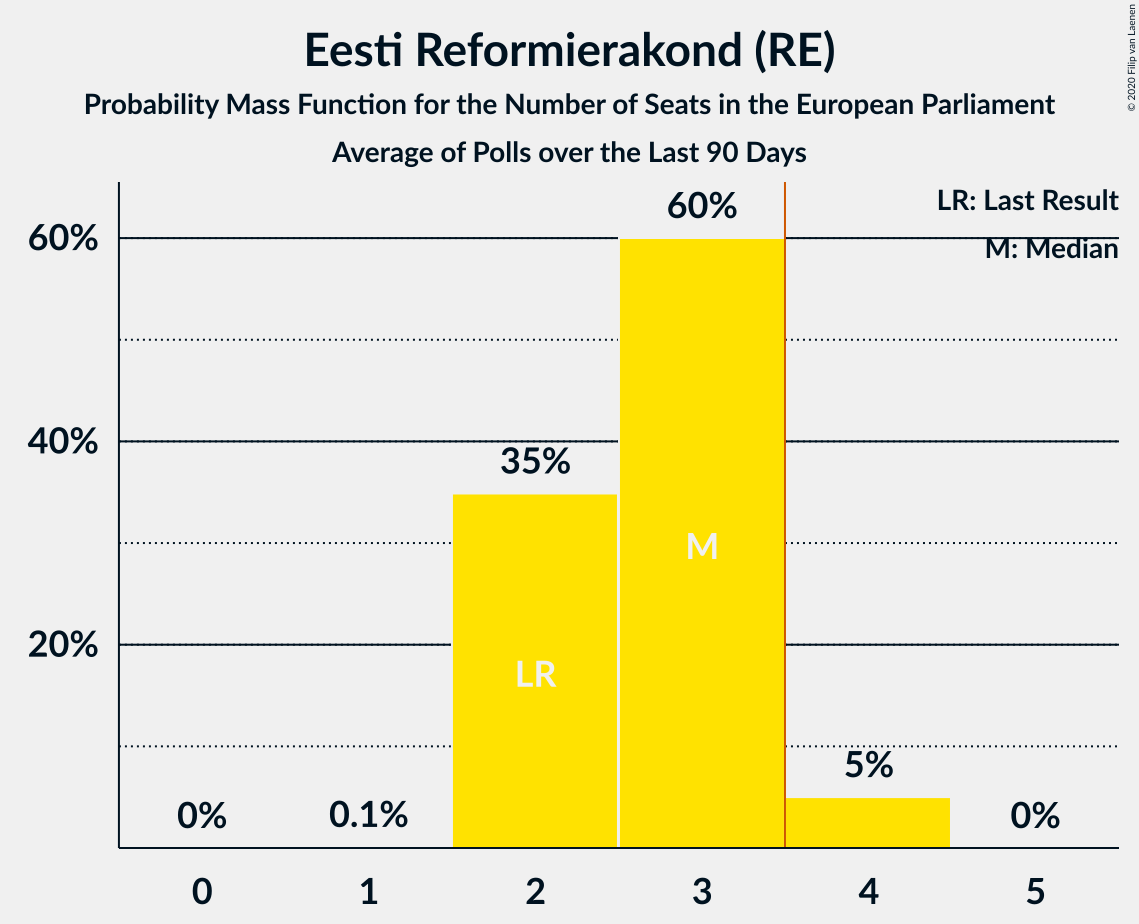 Eesti Reformierakond (RE)
Probability Mass Function for the Number of Seats in the European Parliament
Average of Polls over the Last 90 Days
© 2020 Filip van Laenen
LR: Last Result
M: Median
60%
40%
20%
0%
0.1%
35%
60%
5%
0%
LR
M
0
1
2
3
4
5